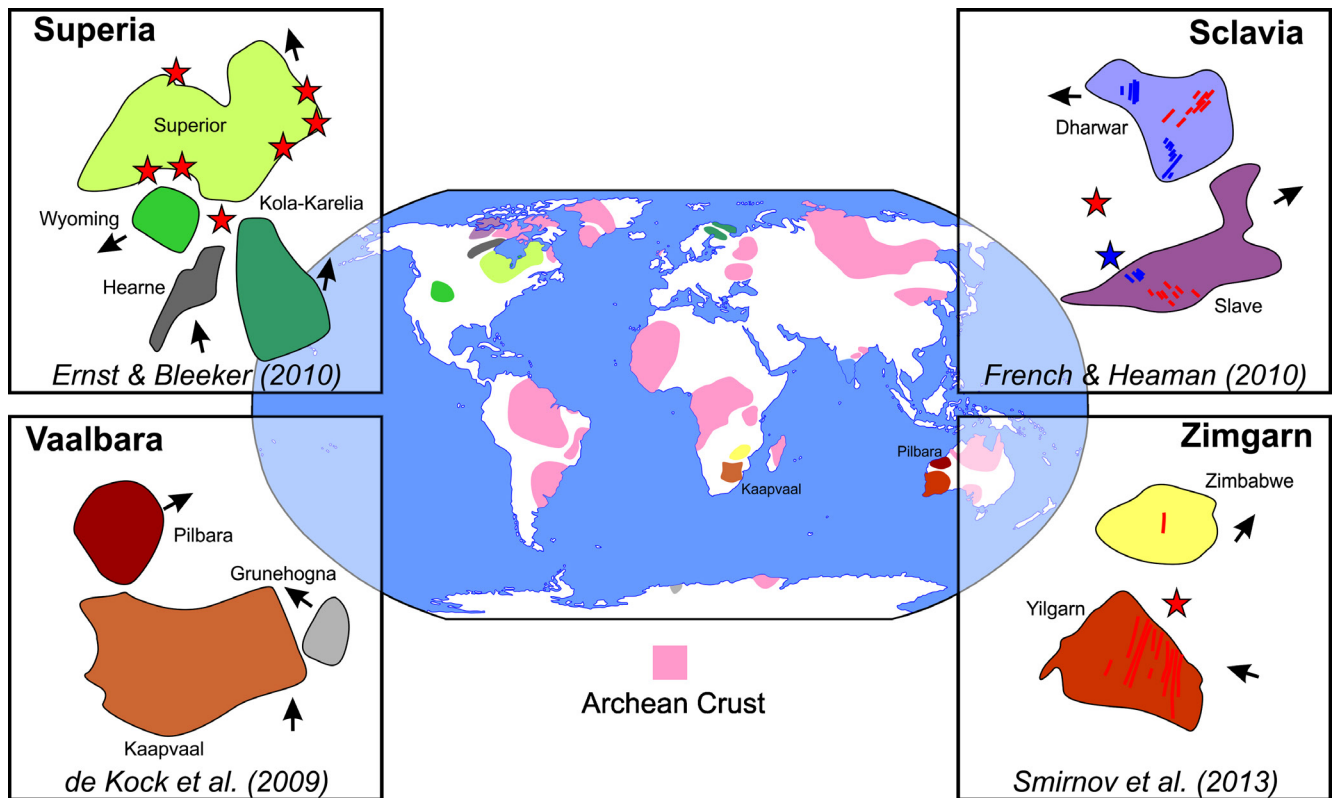 Superia
Superior
Wyoming
Kola-Karelia
Hearne
Ernst & Bleeker (2010)
Sclavia
Dharwar
Slave
French & Heaman (2010)
Vaalbara
Pilbara
Grunehogna
Kaapvaal
de Kock et al. (2009)
Pilbara
Kaapvaal
Archean Crust
Zimgarn
Zimbabwe
Yilgarn
Smirnov et al. (2013)